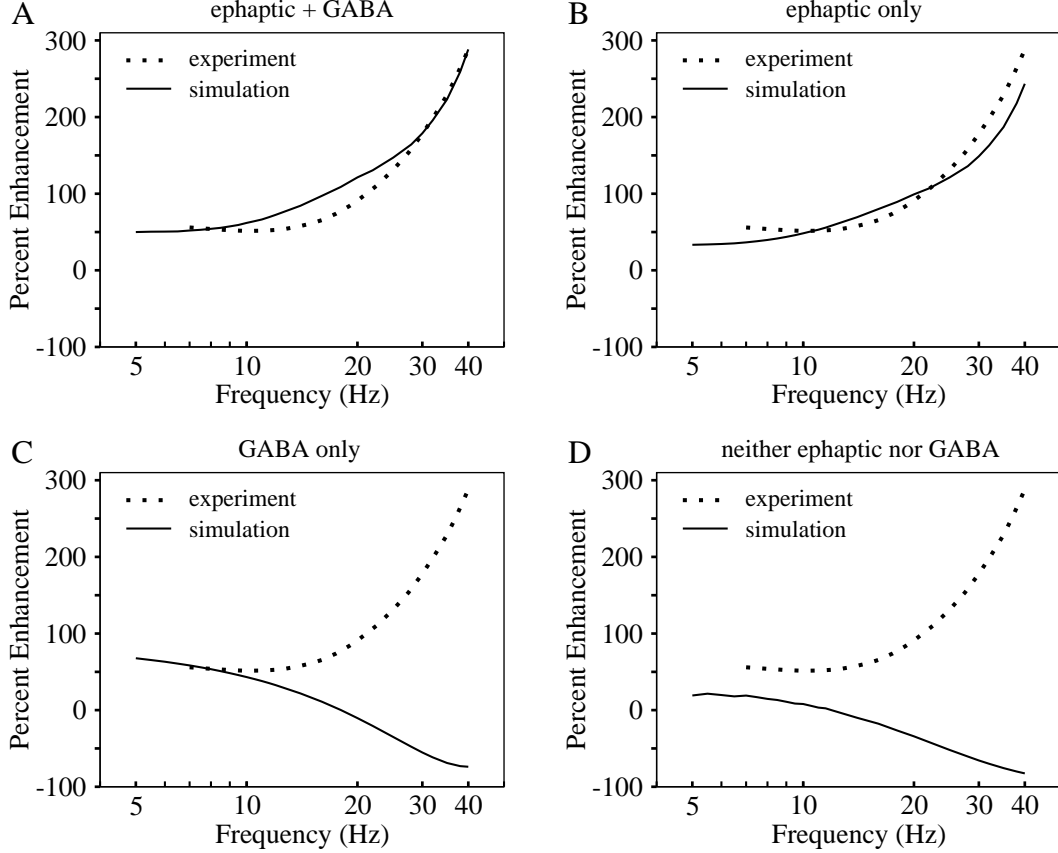 A
ephaptic + GABA
300
200
100
0
-100
Percent Enhancement
experiment
simulation
5 10 20 30 40
Frequency (Hz)
B
ephaptic only
300
200
100
0
-100
Percent Enhancement
experiment
simulation
5 10 20 30 40
Frequency (Hz)
C
GABA only
300
200
100
0
-100
Percent Enhancement
experiment
simulation
5 10 20 30 40
Frequency (Hz)
D
neither ephaptic nor GABA
300
200
100
0
-100
Percent Enhancement
experiment
simulation
5 10 20 30 40
Frequency (Hz)